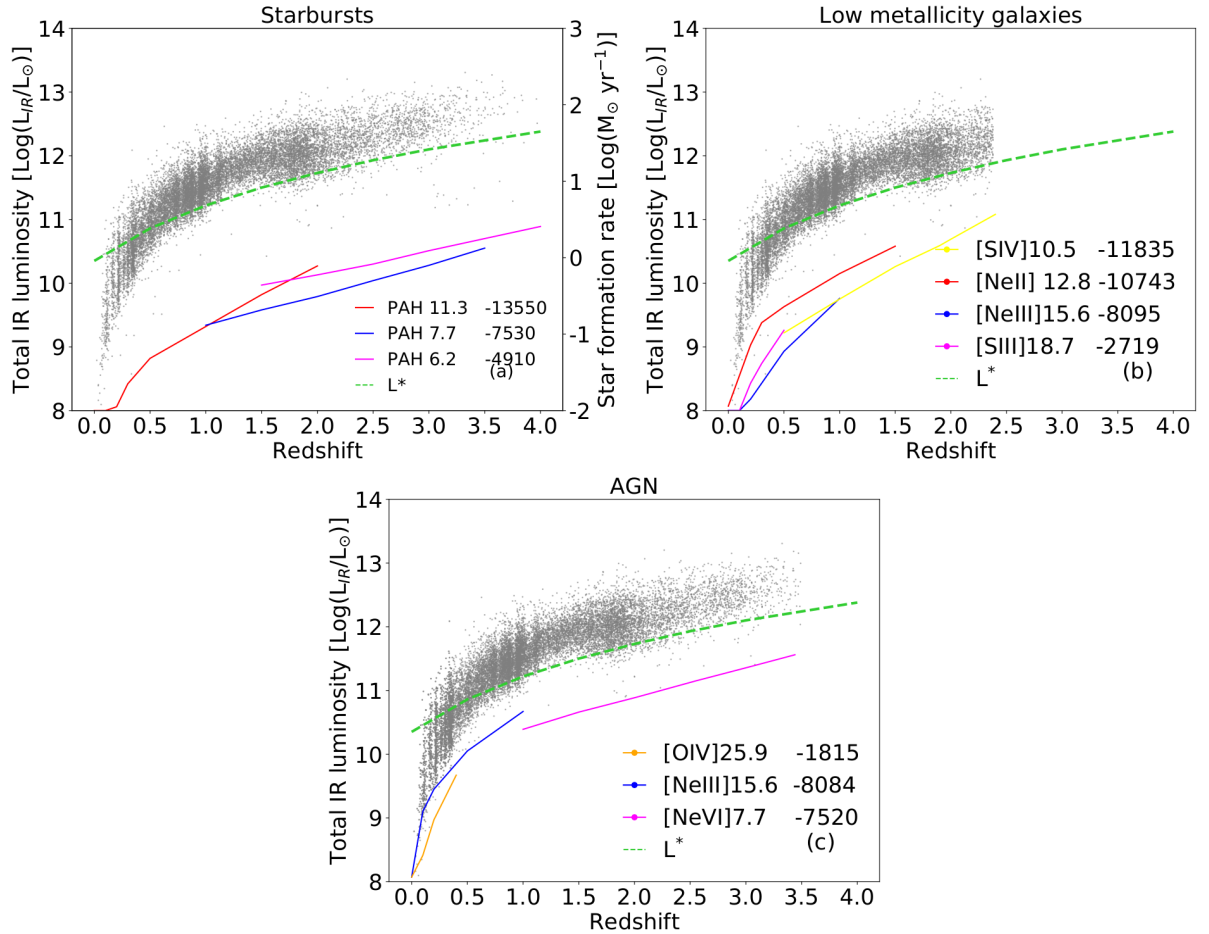 Starbursts
14
13
12
11
10
9
8
Total IR luminosity [Log(L_IR/L_⊙)]
3
2
1
0
-1
-2
Star formation rate [Log(M_⊙ yr⁻¹)]
PAH 11.3 -13550
PAH 7.7 -7530
PAH 6.2 -4910
(a)
L*
0.0 0.5 1.0 1.5 2.0 2.5 3.0 3.5 4.0
Redshift
Low metallicity galaxies
14
13
12
11
10
9
8
Total IR luminosity [Log(L_IR/L_⊙)]
[SIV]10.5 -11835
[NeII] 12.8 -10743
[NeIII]15.6 -8095
[SIII]18.7 -2719
L* (b)
0.0 0.5 1.0 1.5 2.0 2.5 3.0 3.5 4.0
Redshift
AGN
14
13
12
11
10
9
8
Total IR luminosity [Log(L_IR/L_⊙)]
[OIV]25.9 -1815
[NeIII]15.6 -8084
[NeVI]7.7 -7520
L* (c)
0.0 0.5 1.0 1.5 2.0 2.5 3.0 3.5 4.0
Redshift